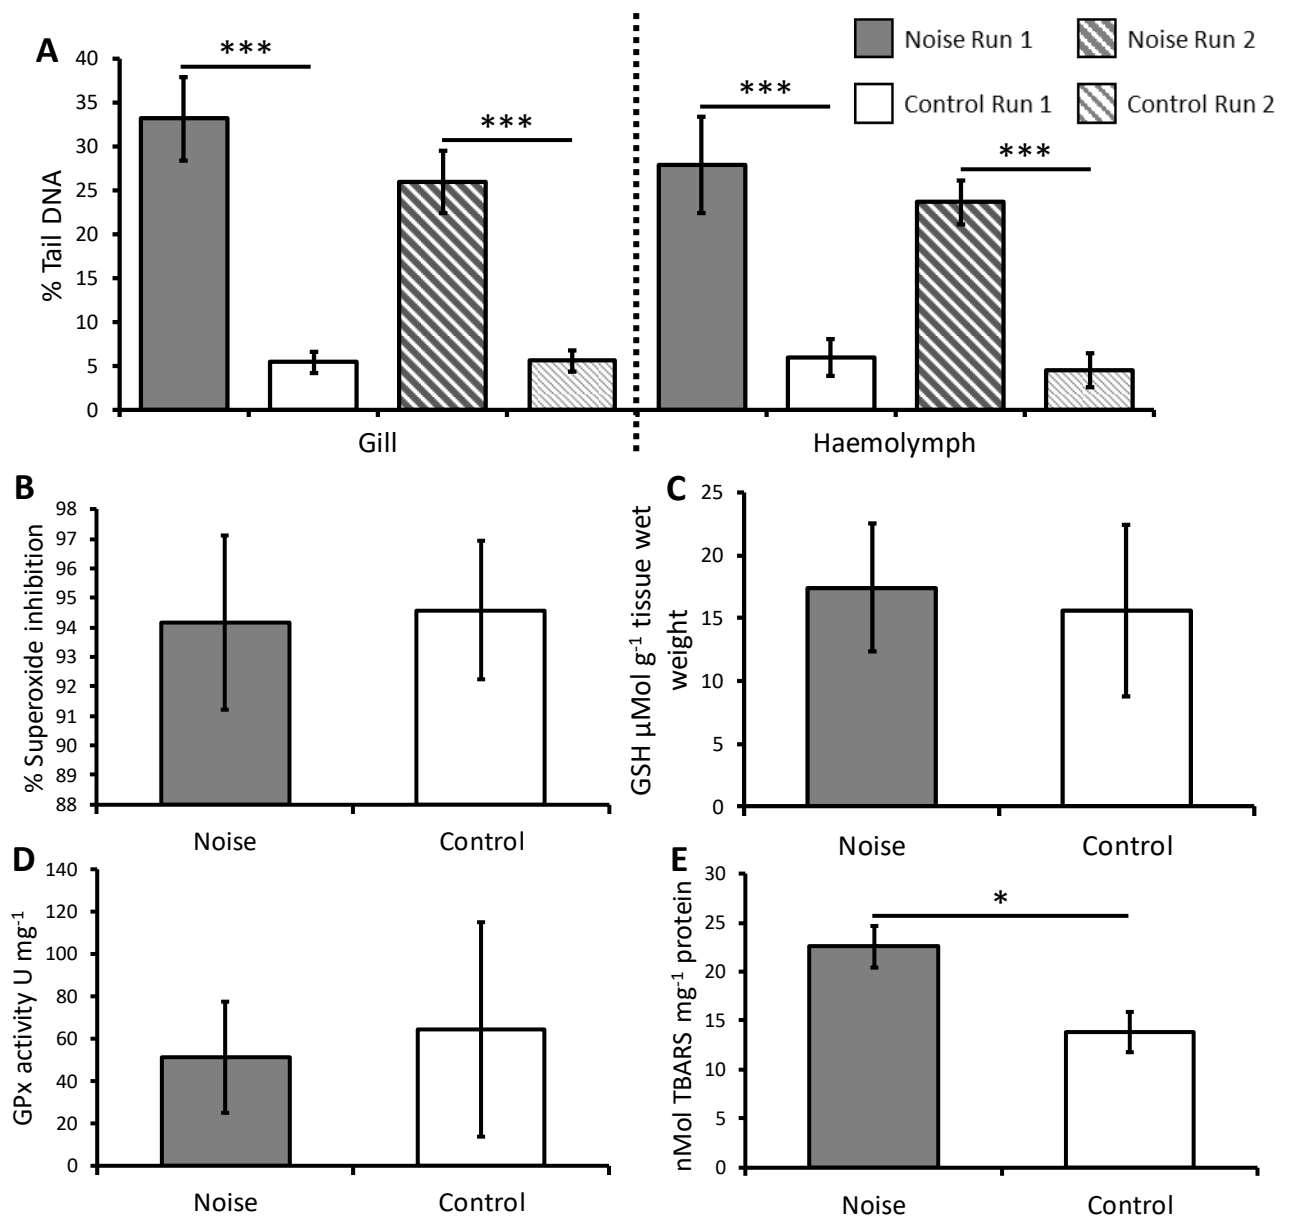 A
***
***
***
***
Noise Run 1
Noise Run 2
Control Run 1
Control Run 2
% Tail DNA
40
35
30
25
20
15
10
5
0
Gill
Haemolymph
B
% Superoxide inhibition
98
97
96
95
94
93
92
91
90
89
88
Noise
Control
C
GSH µMol g⁻¹ tissue wet
weight
25
20
15
10
5
0
Noise
Control
D
GPx activity U mg⁻¹
140
120
100
80
60
40
20
0
Noise
Control
E
nMol TBARS mg⁻¹ protein
30
25
20
15
10
5
0
*
Noise
Control